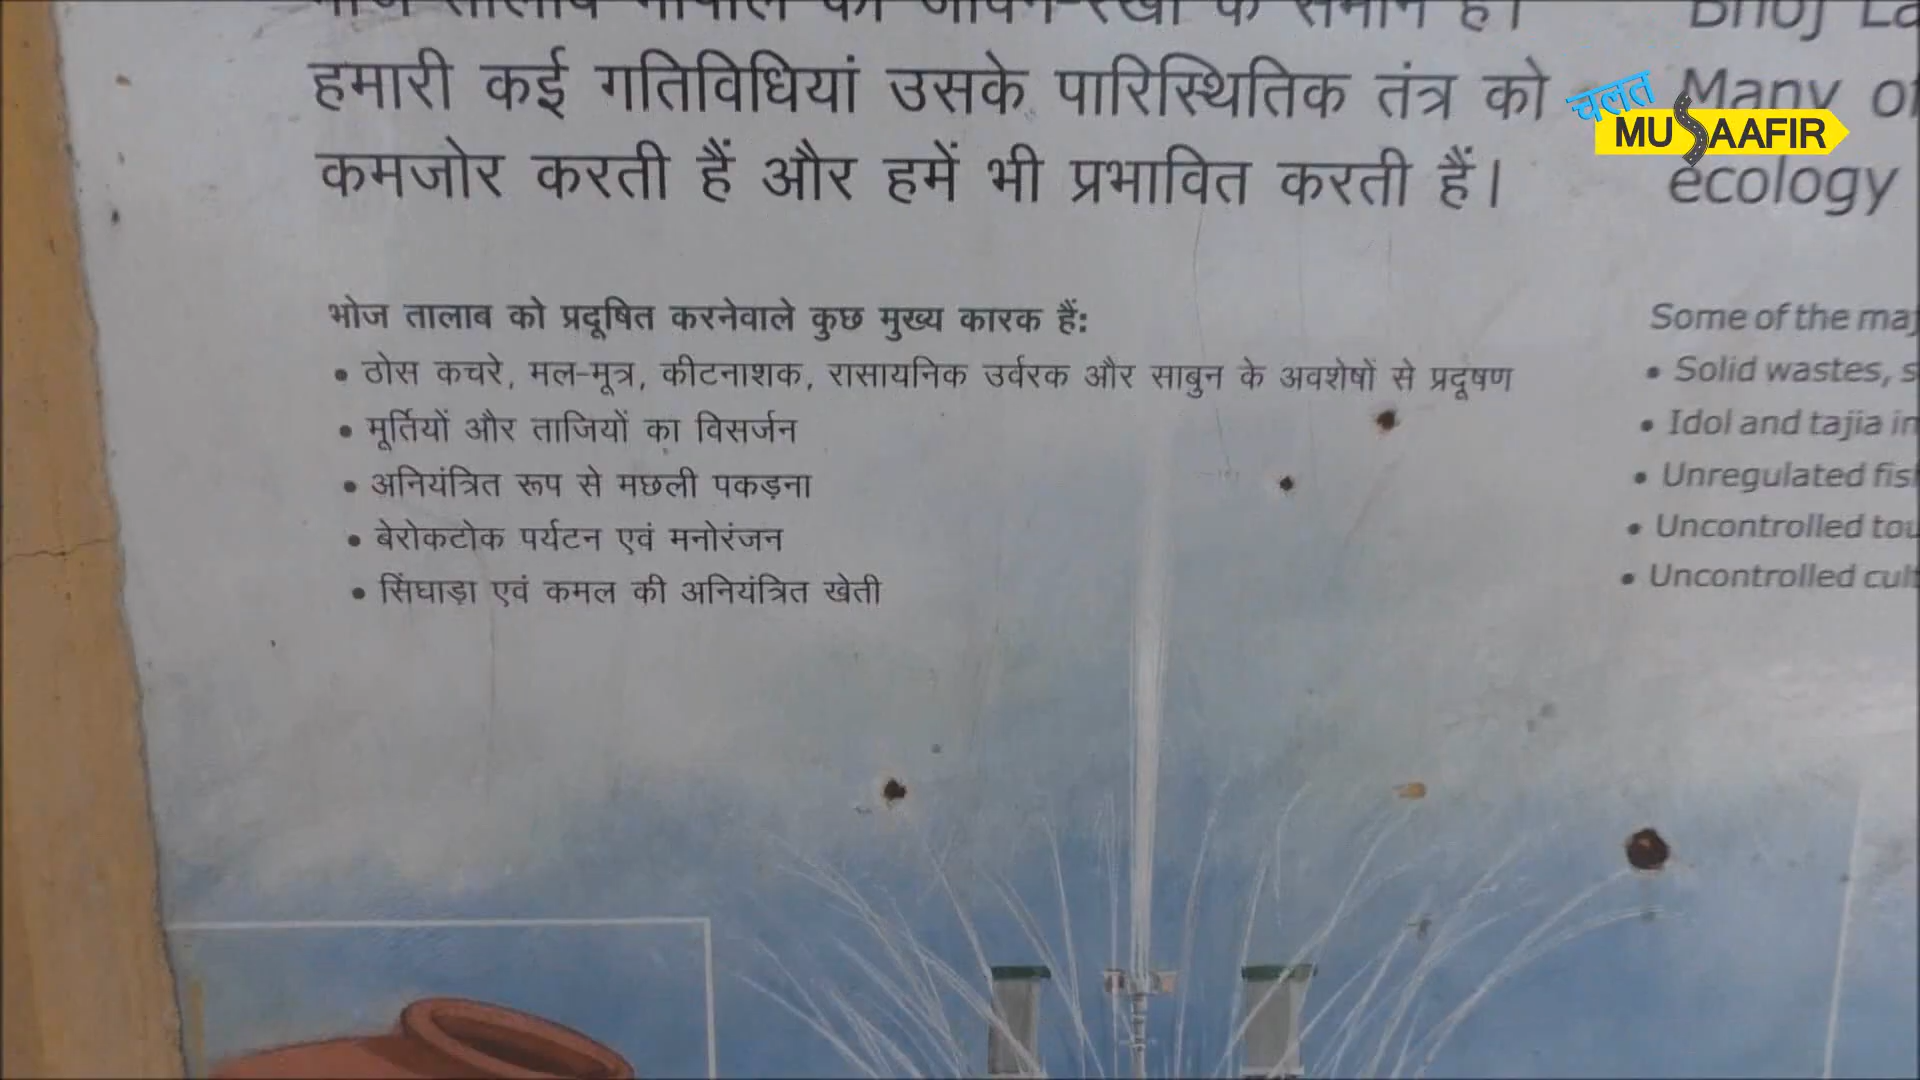 हमारी कई गतिविधियां उसके पारिस्थितिक तंत्र को
कमजोर करती हैं और हमें भी प्रभावित करती हैं।
भोज तालाब को प्रदूषित करनेवाले कुछ मुख्य कारक हैं:
• ठोस कचरे, मल-मूत्र, कीटनाशक, रासायनिक उर्वरक और साबुन के अवशेषों से प्रदूषण
• मूर्तियों और ताजियों का विसर्जन
• अनियंत्रित रूप से मछली पकड़ना
• बेरोकटोक पर्यटन एवं मनोरंजन
• सिंघाड़ा एवं कमल की अनियंत्रित खेती
Many
ecology
Some of the
• Solid wastes,
• Idol and tajia
• Unregulated
• Uncontrolled
• Uncontrolled
चलत
MUSAAFIR